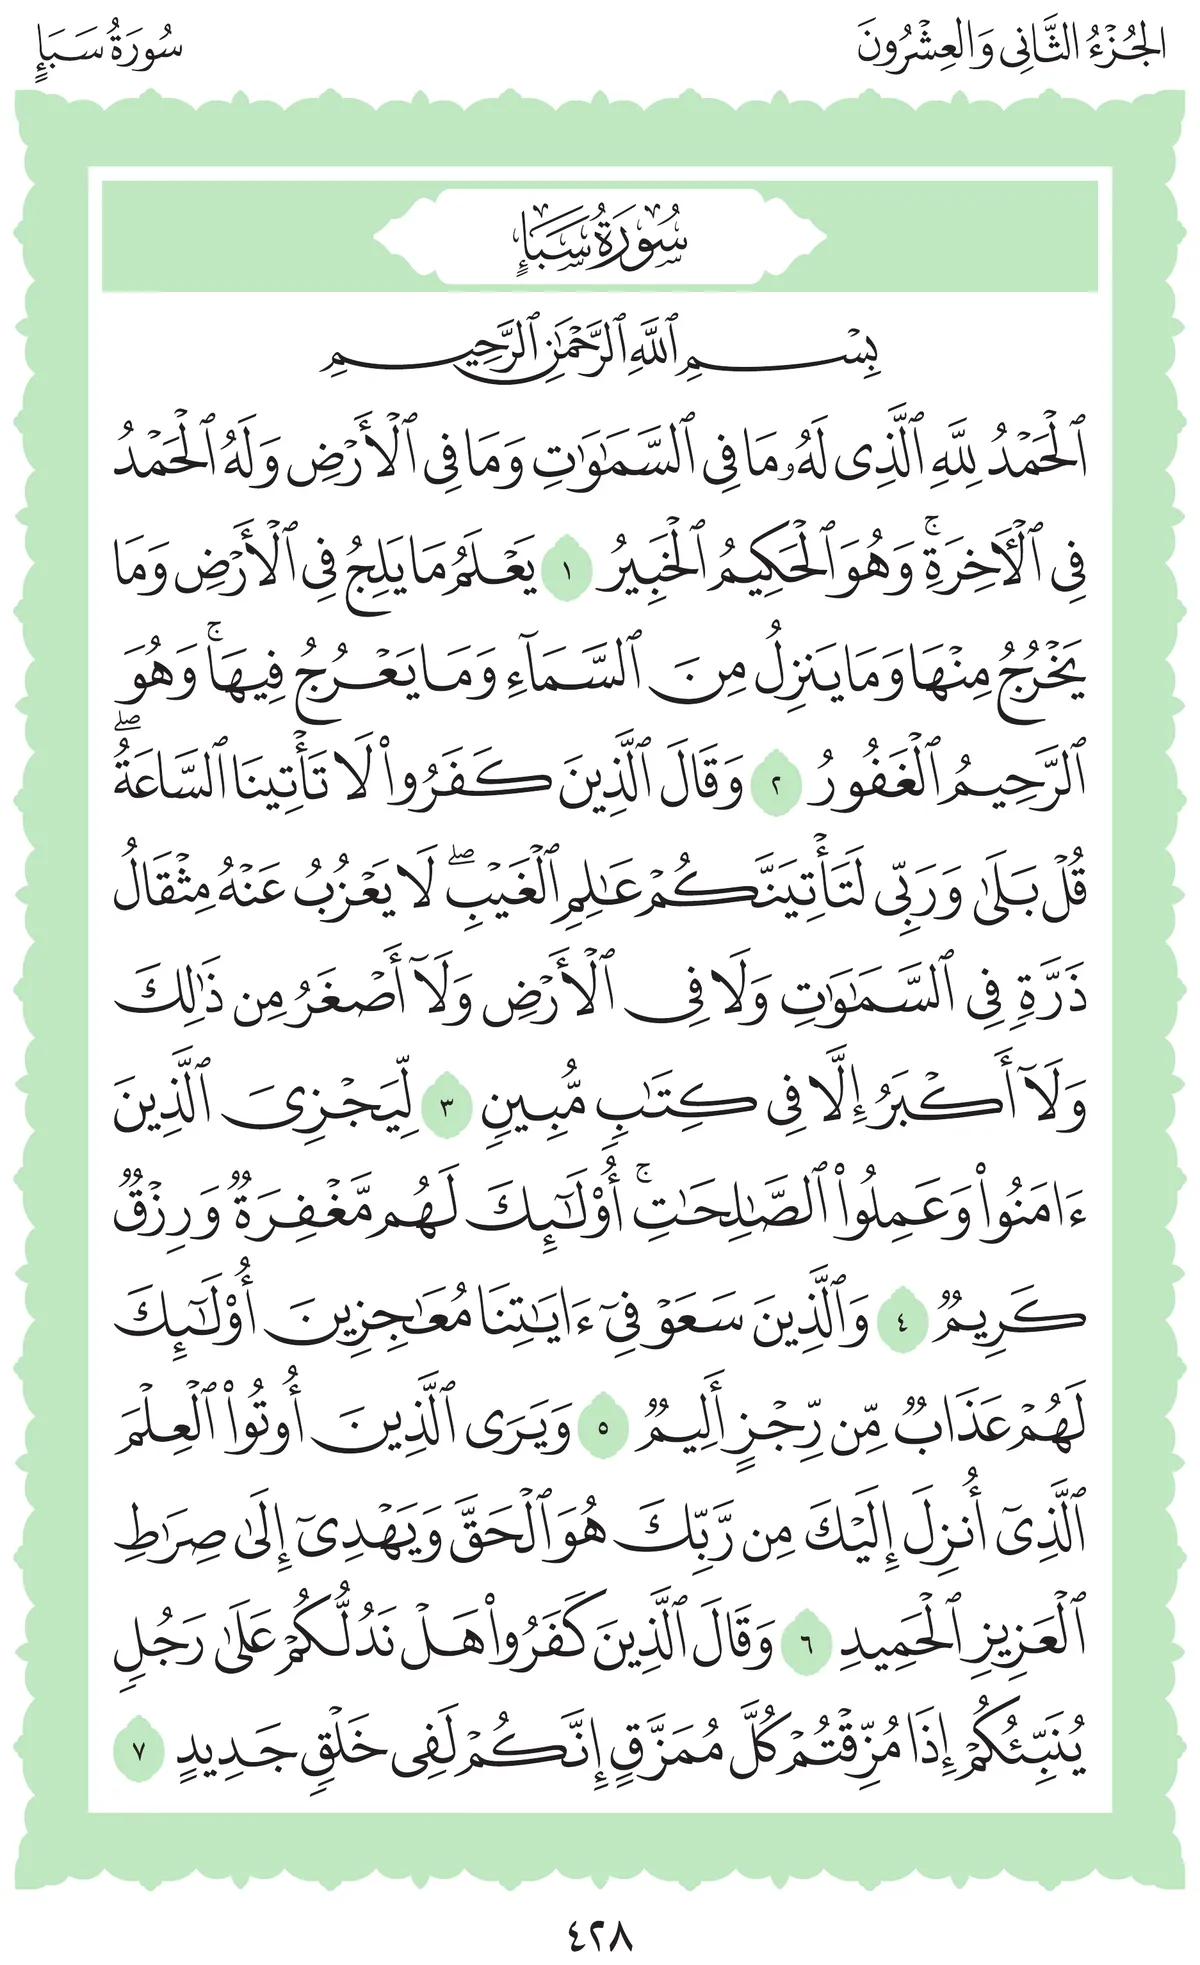 الجُزْءُ الثَّانِي وَالعِشْرُونَ
سُورَةُ سَبَإٍ
سُورَةُ سَبَإٍ
بِسْمِ ٱللَّهِ ٱلرَّحْمَٰنِ ٱلرَّحِيمِ
ٱلْحَمْدُ لِلَّهِ ٱلَّذِى لَهُۥ مَا فِى ٱلسَّمَٰوَٰتِ وَمَا فِى ٱلْأَرْضِ وَلَهُ ٱلْحَمْدُ
فِى ٱلْـَٔاخِرَةِۚ وَهُوَ ٱلْحَكِيمُ ٱلْخَبِيرُ ١ يَعْلَمُ مَا يَلِجُ فِى ٱلْأَرْضِ وَمَا
يَخْرُجُ مِنْهَا وَمَا يَنزِلُ مِنَ ٱلسَّمَآءِ وَمَا يَعْرُجُ فِيهَاۚ وَهُوَ
ٱلرَّحِيمُ ٱلْغَفُورُ ٢ وَقَالَ ٱلَّذِينَ كَفَرُوا۟ لَا تَأْتِينَا ٱلسَّاعَةُۖ
قُلْ بَلَىٰ وَرَبِّى لَتَأْتِيَنَّكُمْ عَٰلِمِ ٱلْغَيْبِۖ لَا يَعْزُبُ عَنْهُ مِثْقَالُ
ذَرَّةٍ فِى ٱلسَّمَٰوَٰتِ وَلَا فِى ٱلْأَرْضِ وَلَآ أَصْغَرُ مِن ذَٰلِكَ
وَلَآ أَكْبَرُ إِلَّا فِى كِتَٰبٍ مُّبِينٍ ٣ لِّيَجْزِىَ ٱلَّذِينَ
ءَامَنُوا۟ وَعَمِلُوا۟ ٱلصَّٰلِحَٰتِۚ أُو۟لَٰٓئِكَ لَهُم مَّغْفِرَةٌ وَرِزْقٌ
كَرِيمٌ ٤ وَٱلَّذِينَ سَعَوْ فِىٓ ءَايَٰتِنَا مُعَٰجِزِينَ أُو۟لَٰٓئِكَ
لَهُمْ عَذَابٌ مِّن رِّجْزٍ أَلِيمٌ ٥ وَيَرَى ٱلَّذِينَ أُوتُوا۟ ٱلْعِلْمَ
ٱلَّذِىٓ أُنزِلَ إِلَيْكَ مِن رَّبِّكَ هُوَ ٱلْحَقَّ وَيَهْدِىٓ إِلَىٰ صِرَٰطِ
ٱلْعَزِيزِ ٱلْحَمِيدِ ٦ وَقَالَ ٱلَّذِينَ كَفَرُوا۟ هَلْ نَدُلُّكُمْ عَلَىٰ رَجُلٍ
يُنَبِّئُكُمْ إِذَا مُزِّقْتُمْ كُلَّ مُمَزَّقٍ إِنَّكُمْ لَفِى خَلْقٍ جَدِيدٍ ٧
٤٢٨